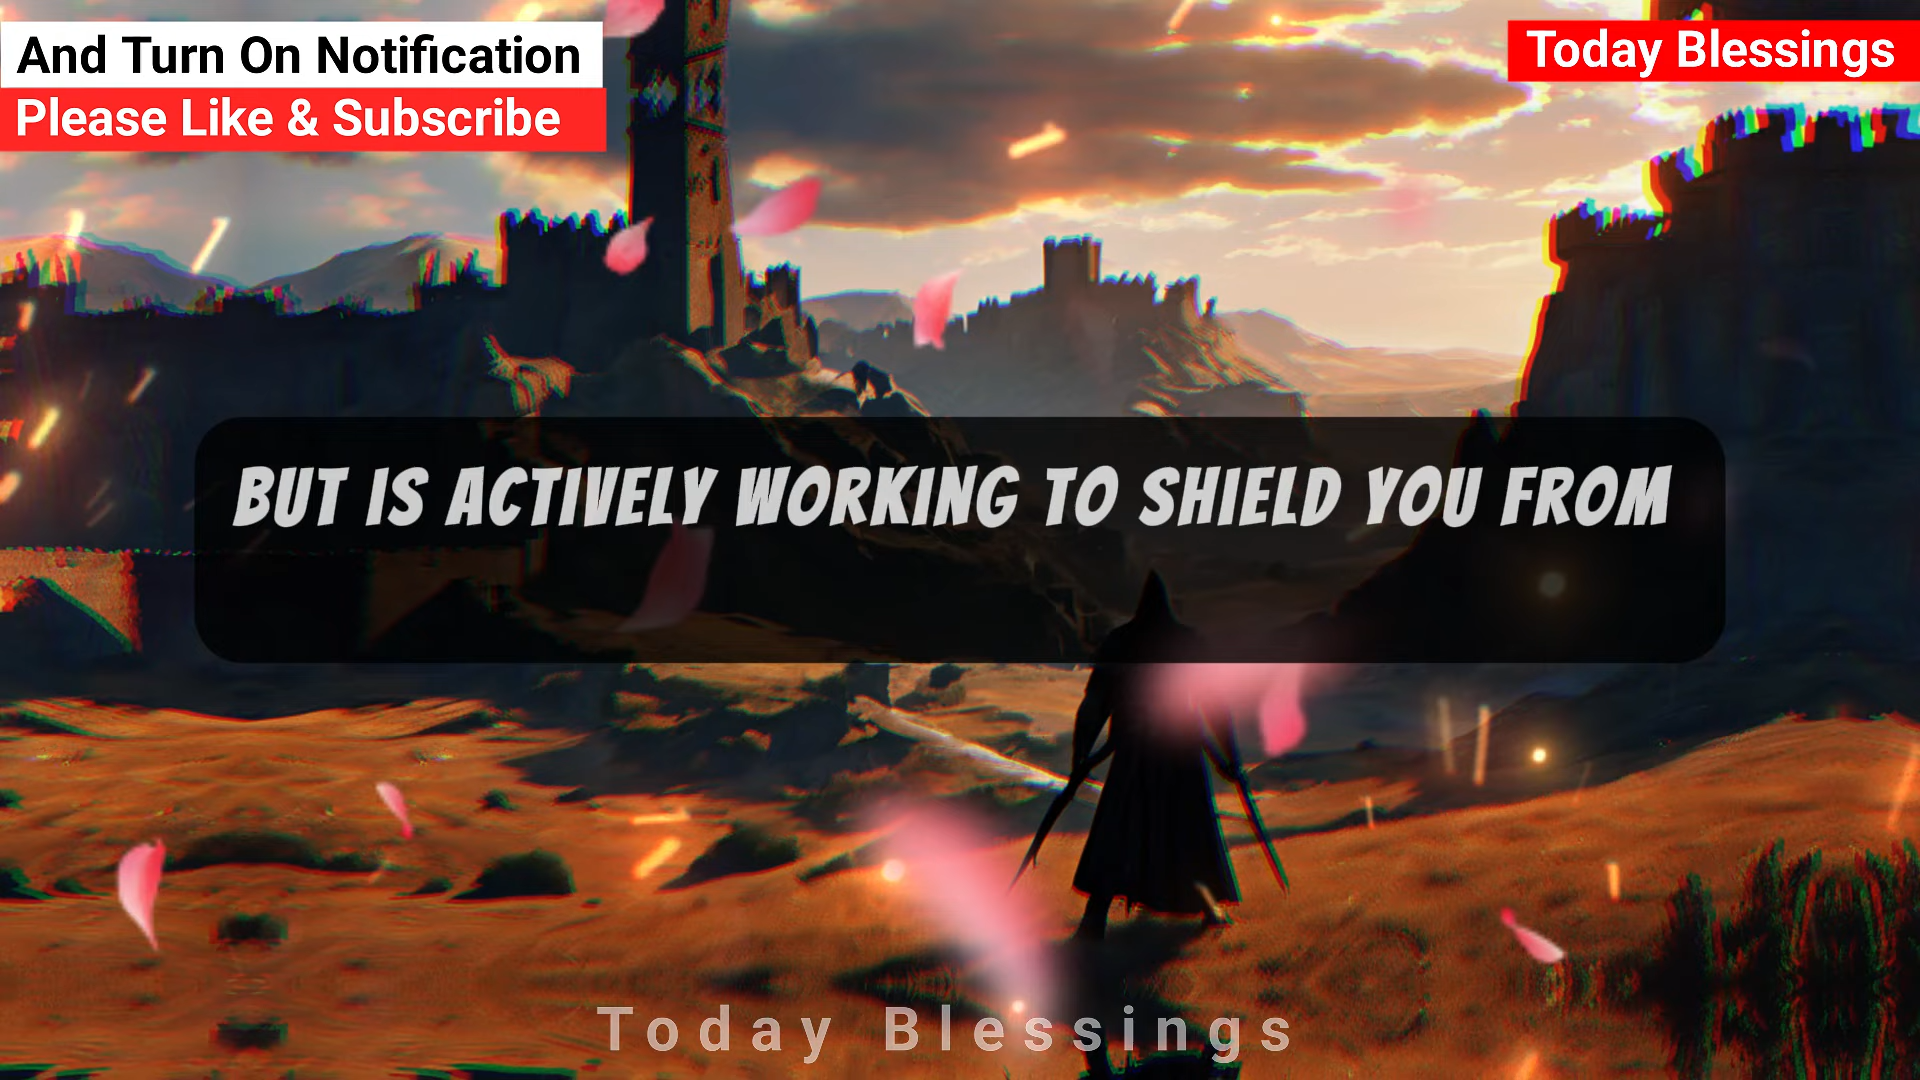 And Turn On Notification
Please Like & Subscribe
Today Blessings
BUT IS ACTIVELY WORKING TO SHIELD YOU FROM
Today Blessings